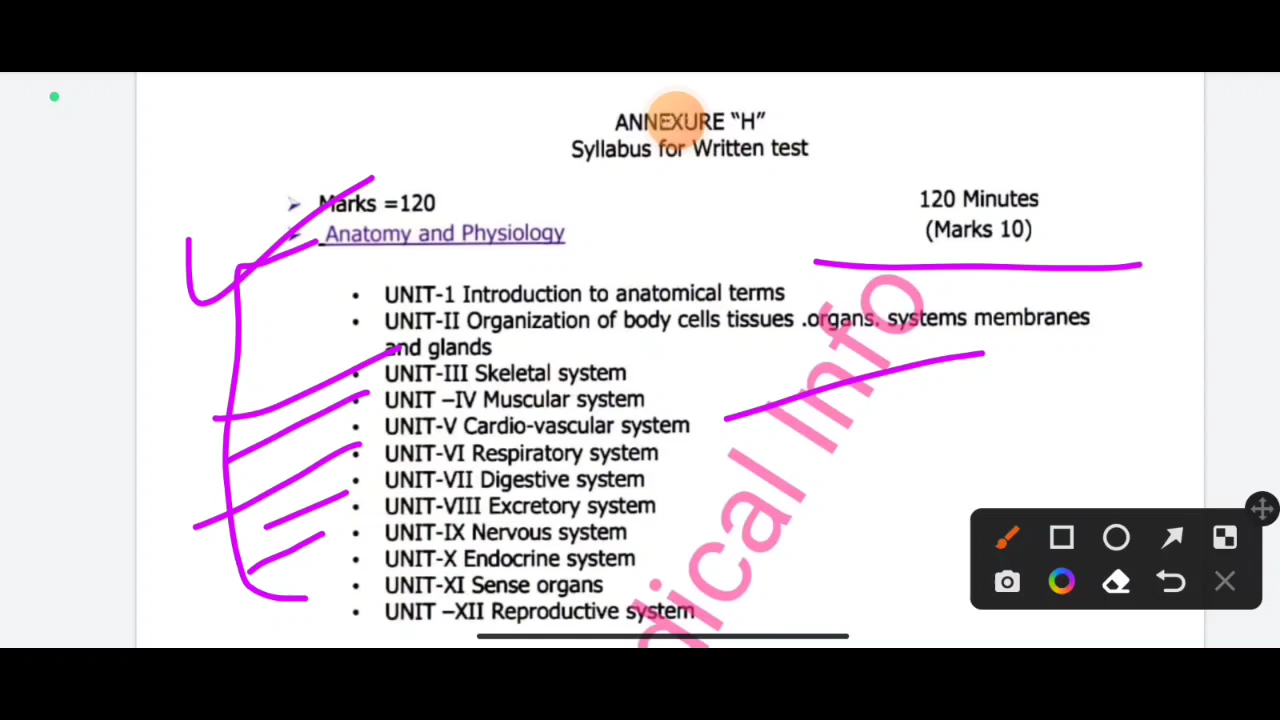 ANNEXURE “H”
Syllabus for Written test
Marks =120
120 Minutes
Anatomy and Physiology
(Marks 10)
• UNIT-1 Introduction to anatomical terms
• UNIT-II Organization of body cells tissues .organs. systems membranes
and glands
• UNIT-III Skeletal system
• UNIT –IV Muscular system
• UNIT-V Cardio-vascular system
• UNIT-VI Respiratory system
• UNIT-VII Digestive system
• UNIT-VIII Excretory system
• UNIT-IX Nervous system
• UNIT-X Endocrine system
• UNIT-XI Sense organs
• UNIT –XII Reproductive system
dical Info